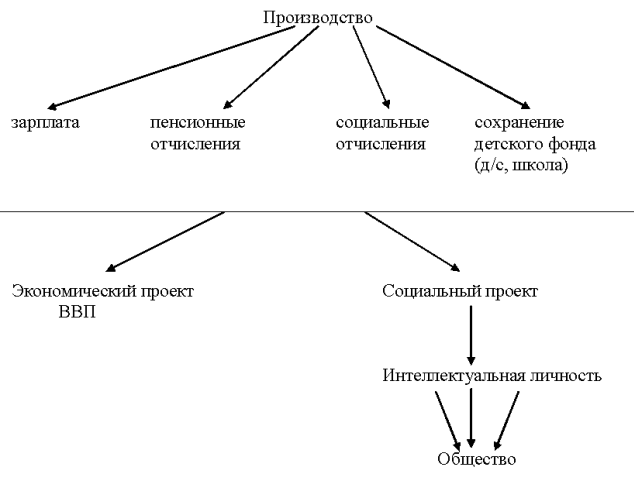 Производство
зарплата
пенсионные
отчисления
социальные
отчисления
сохранение
детского фонда
(д/с, школа)
Экономический проект
ВВП
Социальный проект
Интеллектуальная личность
Общество